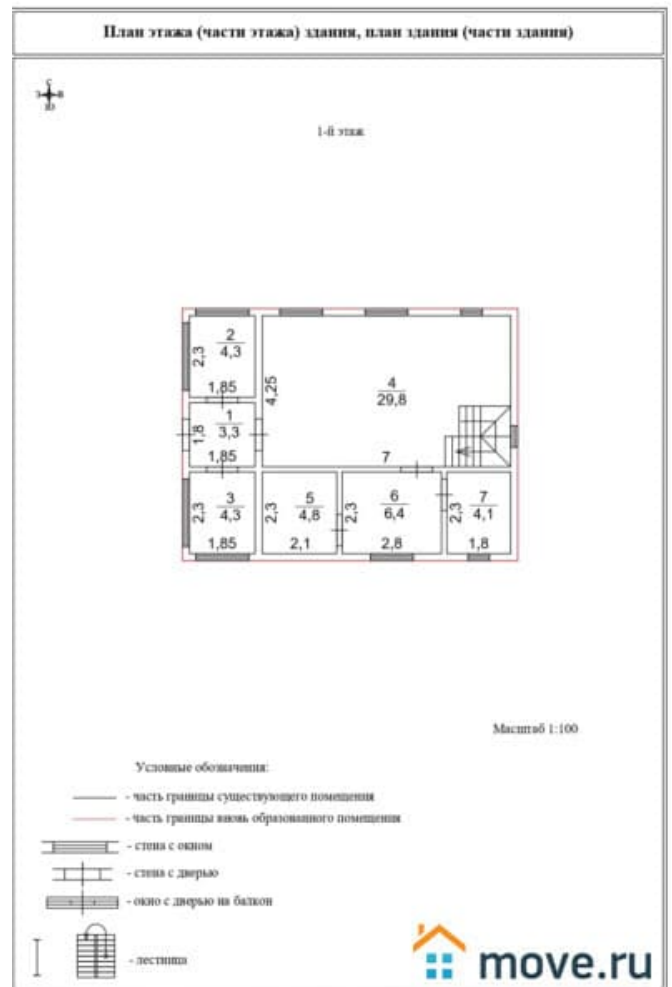 План этажа (части этажа) здания, план здания (части здания)
С
З В
Ю
1-й этаж
2
4,3
2,3
1,85
1
3,3
1,8
1,85
3
4,3
2,3
1,85
4
29,8
4,25
7
5
4,8
2,3
2,1
6
6,4
2,3
2,8
7
4,1
2,3
1,8
Масштаб 1:100
Условные обозначения:
- часть границы существующего помещения
- часть границы вновь образованного помещения
- стена с окном
- стена с дверью
- окно с дверью на балкон
- лестница
move.ru